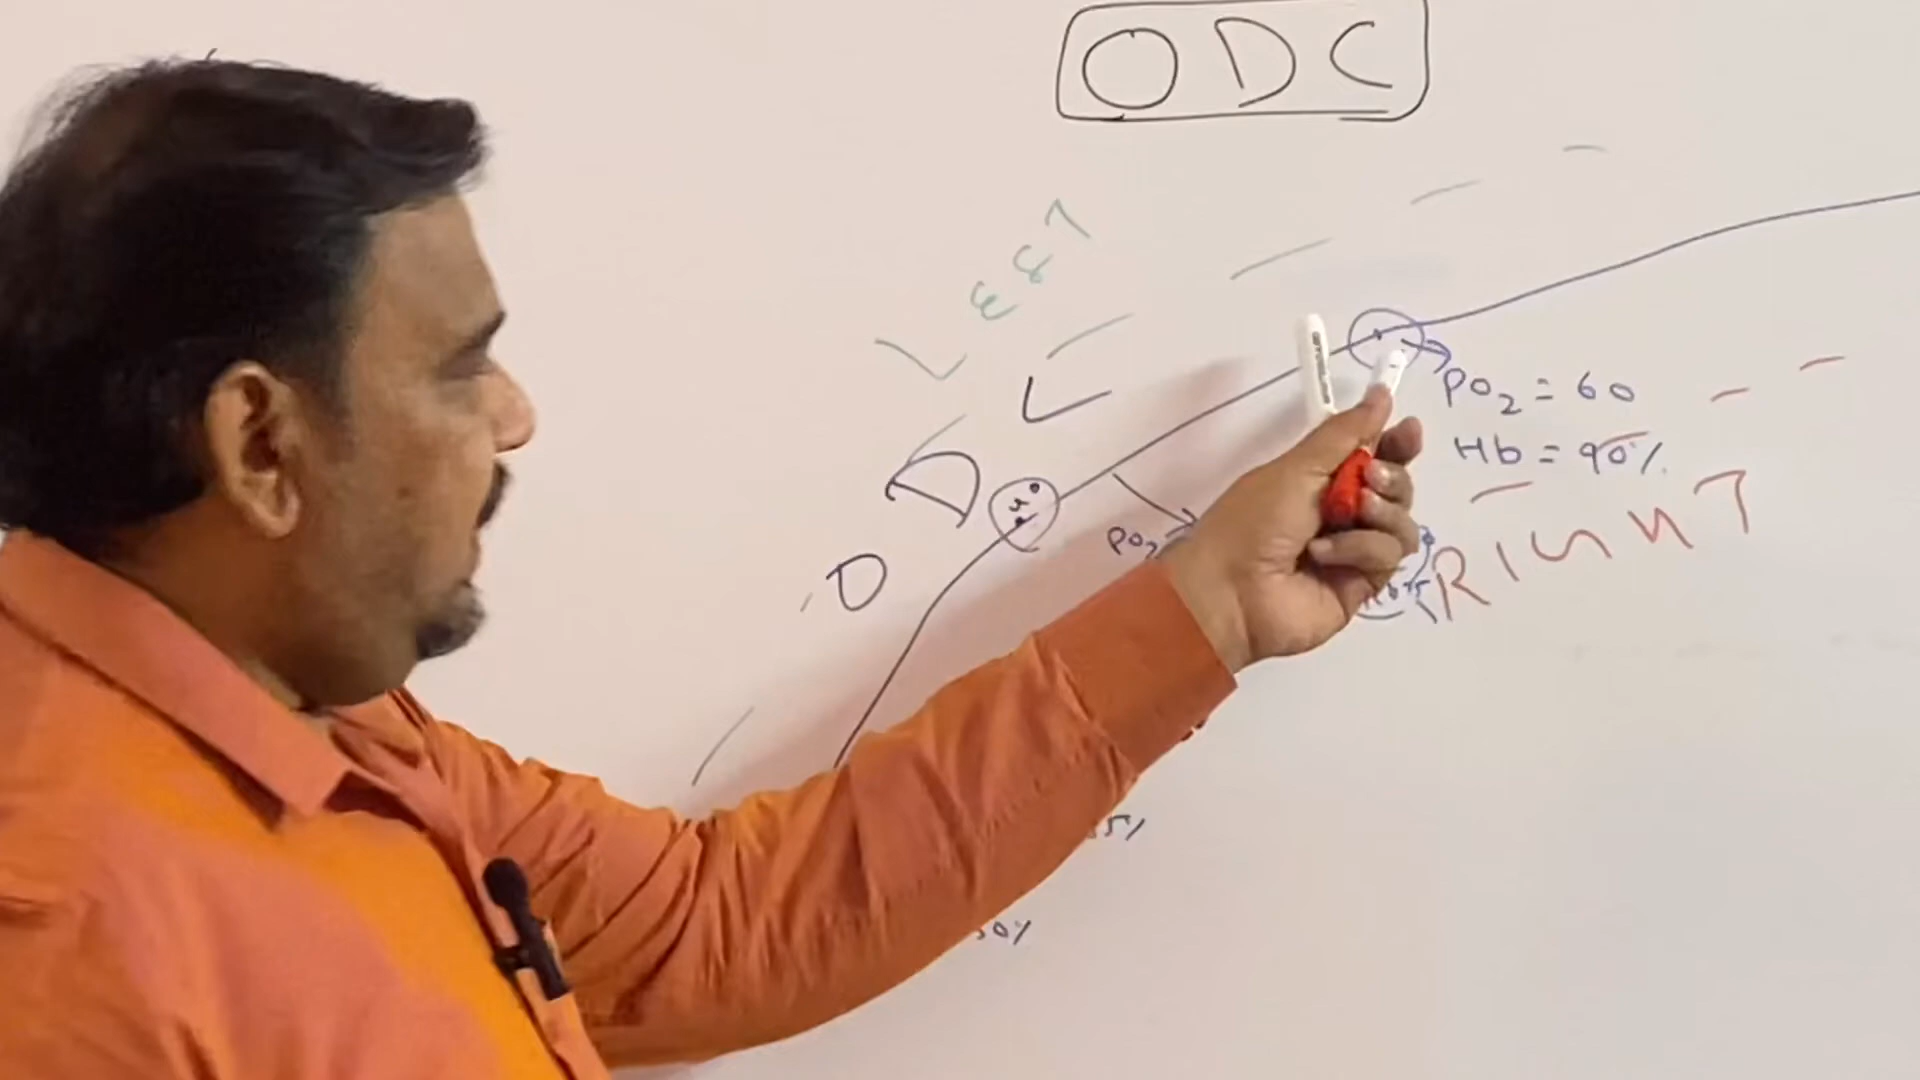 ODC
LEFT
L
D
O
PO2 = 60
Hb = 90%
PO2
RIGHT